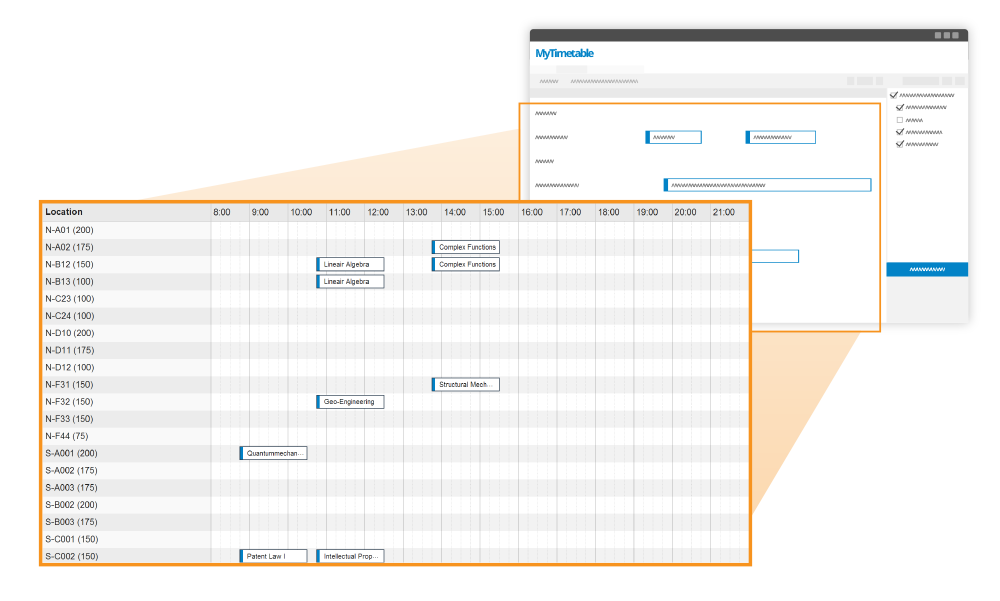 MyTimetable
Location 8:00 9:00 10:00 11:00 12:00 13:00 14:00 15:00 16:00 17:00 18:00 19:00 20:00 21:00
N-A01 (200)
N-A02 (175) Complex Functions
N-B12 (150) Lineair Algebra Complex Functions
N-B13 (100) Lineair Algebra
N-C23 (100)
N-C24 (100)
N-D10 (200)
N-D11 (175)
N-D12 (100)
N-F31 (150) Structural Mech...
N-F32 (150) Geo-Engineering
N-F33 (150)
N-F44 (75)
S-A001 (200) Quantummechan...
S-A002 (175)
S-A003 (175)
S-B002 (200)
S-B003 (175)
S-C001 (150)
S-C002 (150) Patent Law I Intellectual Prop...